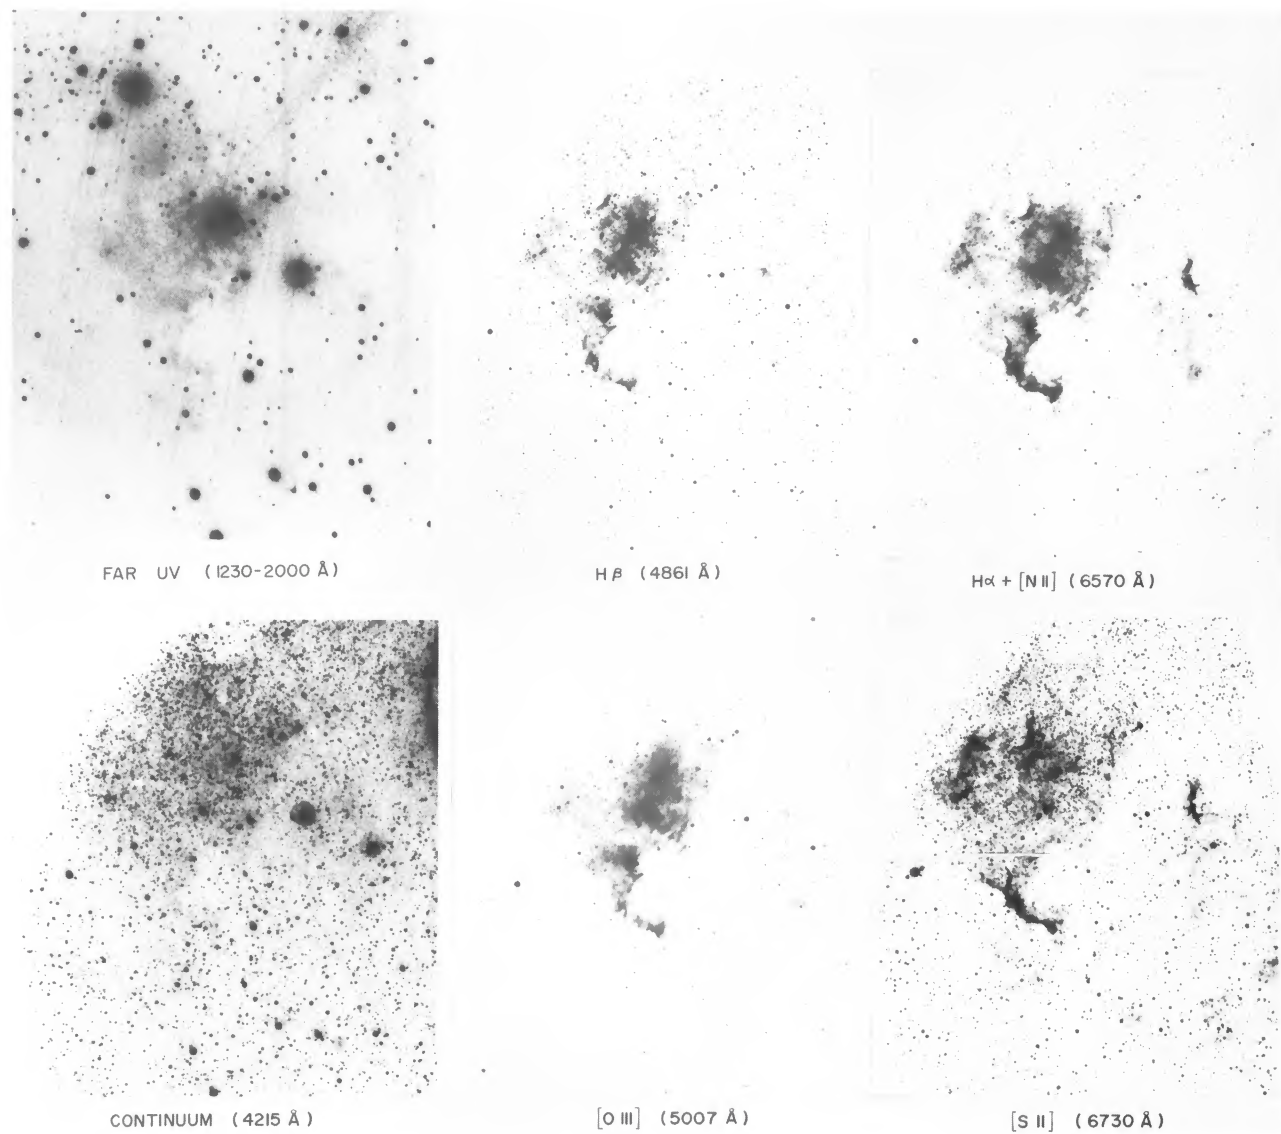 FAR UV (1230-2000 Å)
Hβ (4861 Å)
Hα + [N II] (6570 Å)
CONTINUUM (4215 Å)
[O III] (5007 Å)
[S II] (6730 Å)